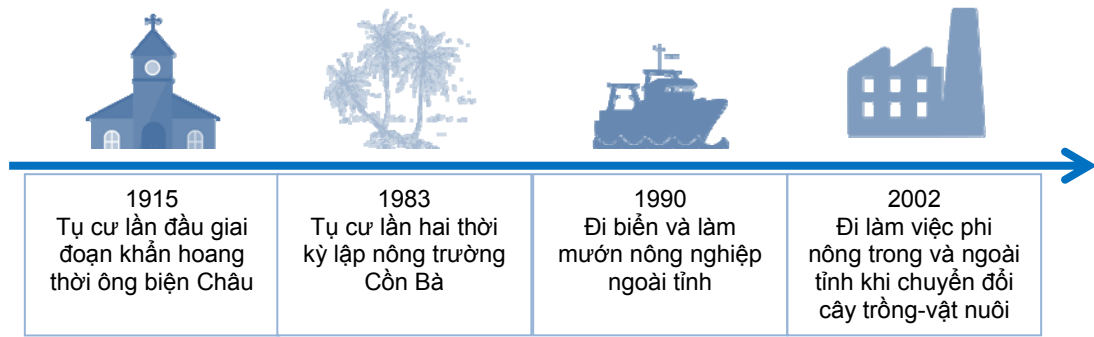 1915
Tụ cư lần đầu giai
đoạn khẩn hoang
thời ông biện Châu
1983
Tụ cư lần hai thời
kỳ lập nông trường
Cồn Bà
1990
Đi biển và làm
mướn nông nghiệp
ngoài tỉnh
2002
Đi làm việc phi
nông trong và ngoài
tỉnh khi chuyển đổi
cây trồng-vật nuôi